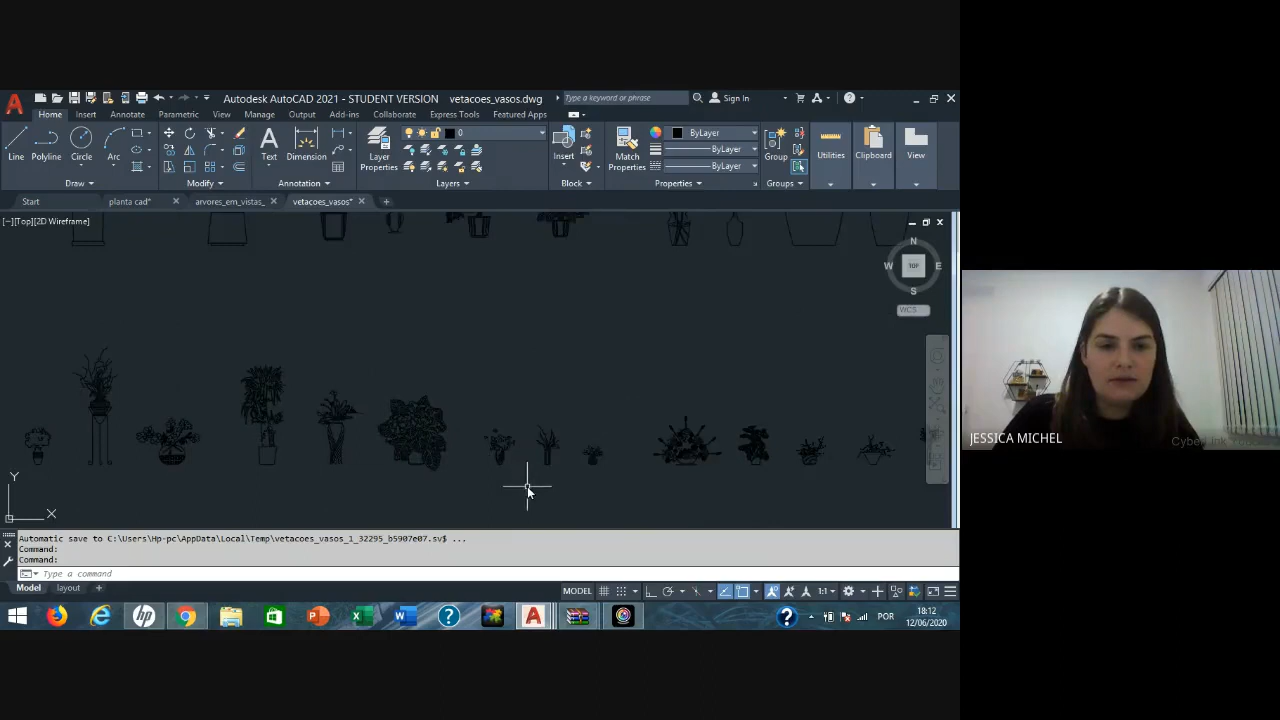 Autodesk AutoCAD 2021 - STUDENT VERSION vetacoes_vasos.dwg
Type a keyword or phrase
Sign In
Home Insert Annotate Parametric View Manage Output Add-ins Collaborate Express Tools Featured Apps
0
ByLayer
ByLayer
ByLayer
Line Polyline Circle Arc
Text Dimension
Layer Properties
Insert
Match Properties
Group
Utilities Clipboard View
Draw Modify Annotation Layers Block Properties Groups
Start planta cad* arvores_em_vistas_ vetacoes_vasos*
[−][Top][2D Wireframe]
N
W TOP E
S
WCS
JESSICA MICHEL
Y
X
Automatic save to C:\Users\Hp-pc\AppData\Local\Temp\vetacoes_vasos_1_32295_b5907e07.sv$ ...
Command:
Command:
Type a command
Model layout
MODEL
1:1
POR
18:12
12/06/2020